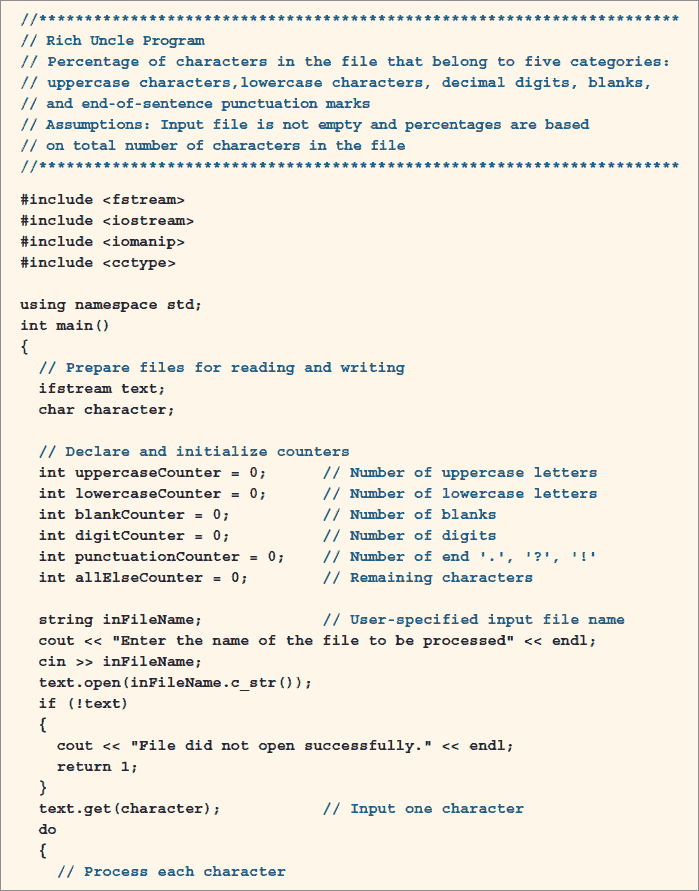 //**********************************************************************
// Rich Uncle Program
// Percentage of characters in the file that belong to five categories:
// uppercase characters,lowercase characters, decimal digits, blanks,
// and end-of-sentence punctuation marks
// Assumptions: Input file is not empty and percentages are based
// on total number of characters in the file
//**********************************************************************
#include <fstream>
#include <iostream>
#include <iomanip>
#include <cctype>
using namespace std;
int main()
{
  // Prepare files for reading and writing
  ifstream text;
  char character;
  // Declare and initialize counters
  int uppercaseCounter = 0;      // Number of uppercase letters
  int lowercaseCounter = 0;      // Number of lowercase letters
  int blankCounter = 0;          // Number of blanks
  int digitCounter = 0;          // Number of digits
  int punctuationCounter = 0;    // Number of end '.', '?', '!'
  int allElseCounter = 0;        // Remaining characters
  string inFileName;             // User-specified input file name
  cout << "Enter the name of the file to be processed" << endl;
  cin >> inFileName;
  text.open(inFileName.c_str());
  if (!text)
  {
    cout << "File did not open successfully." << endl;
    return 1;
  }
  text.get(character);           // Input one character
  do
  {
    // Process each character